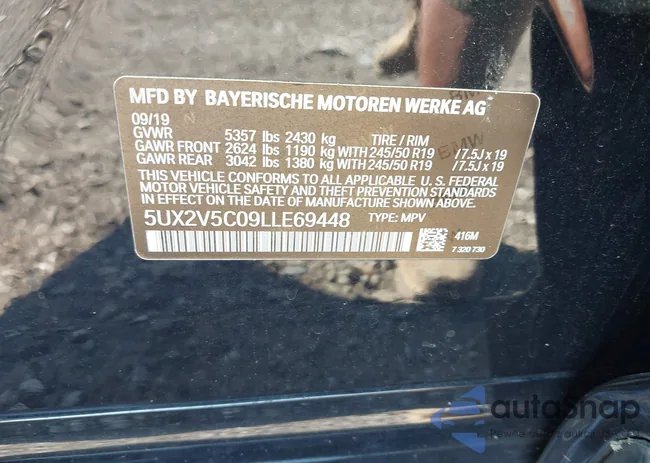 MFD BY BAYERISCHE MOTOREN WERKE AG
09/19
GVWR 5357 lbs 2430 kg TIRE / RIM
GAWR FRONT 2624 lbs 1190 kg WITH 245/50 R19 /7.5J x 19
GAWR REAR 3042 lbs 1380 kg WITH 245/50 R19 /7.5J x 19
THIS VEHICLE CONFORMS TO ALL APPLICABLE U. S. FEDERAL
MOTOR VEHICLE SAFETY AND THEFT PREVENTION STANDARDS
IN EFFECT ON THE DATE OF MANUFACTURE SHOWN ABOVE.
5UX2V5C09LLE69448 TYPE: MPV
416M
7 320 730
autoSnap